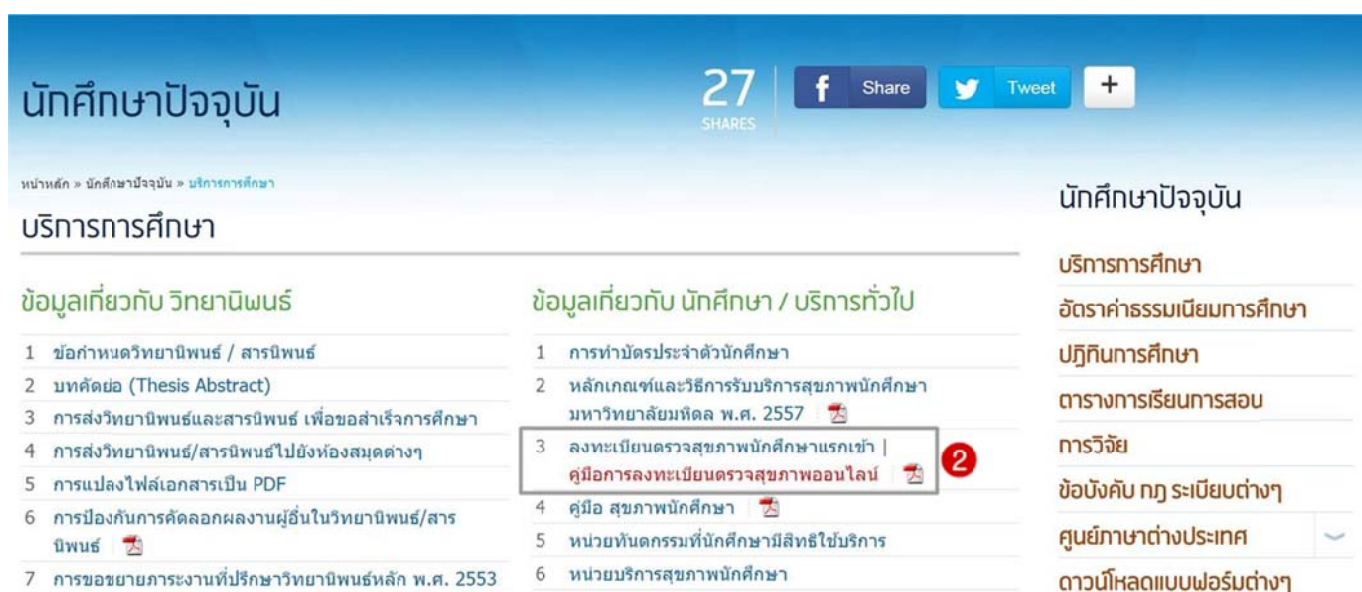 นักศึกษาปัจจุบัน
27
SHARES
f Share
Tweet
+
หน้าหลัก » นักศึกษาปัจจุบัน » บริการการศึกษา
บริการการศึกษา
ข้อมูลเกี่ยวกับ วิทยานิพนธ์
1 ข้อกำหนดวิทยานิพนธ์ / สารนิพนธ์
2 บทคัดย่อ (Thesis Abstract)
3 การส่งวิทยานิพนธ์และสารนิพนธ์ เพื่อขอสำเร็จการศึกษา
4 การส่งวิทยานิพนธ์/สารนิพนธ์ไปยังห้องสมุดต่างๆ
5 การแปลงไฟล์เอกสารเป็น PDF
6 การป้องกันการคัดลอกผลงานผู้อื่นในวิทยานิพนธ์/สาร
นิพนธ์
7 การขอขยายภาระงานที่ปรึกษาวิทยานิพนธ์หลัก พ.ศ. 2553
ข้อมูลเกี่ยวกับ นักศึกษา / บริการทั่วไป
1 การทำบัตรประจำตัวนักศึกษา
2 หลักเกณฑ์และวิธีการรับบริการสุขภาพนักศึกษา
มหาวิทยาลัยมหิดล พ.ศ. 2557
3 ลงทะเบียนตรวจสุขภาพนักศึกษาแรกเข้า |
คู่มือการลงทะเบียนตรวจสุขภาพออนไลน์
2
4 คู่มือ สุขภาพนักศึกษา
5 หน่วยทันตกรรมที่นักศึกษามีสิทธิใช้บริการ
6 หน่วยบริการสุขภาพนักศึกษา
นักศึกษาปัจจุบัน
บริการการศึกษา
อัตราค่าธรรมเนียมการศึกษา
ปฏิทินการศึกษา
ตารางการเรียนการสอน
การวิจัย
ข้อบังคับ กฎ ระเบียบต่างๆ
ศูนย์ภาษาต่างประเทศ
ดาวน์โหลดแบบฟอร์มต่างๆ